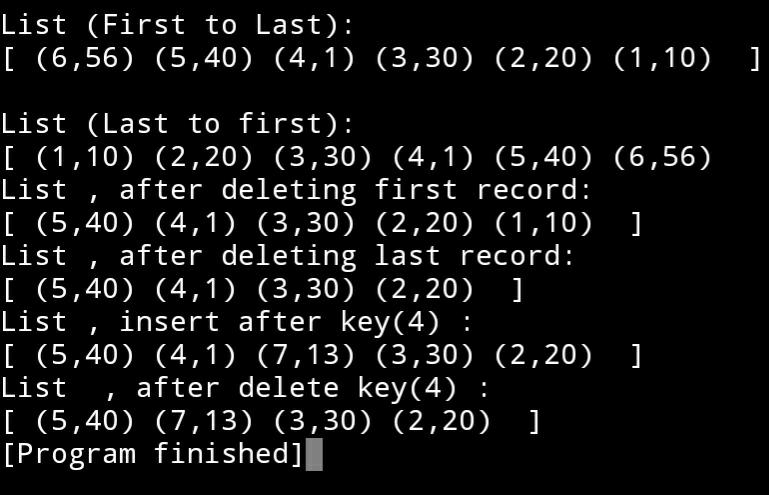 List (First to Last):
[ (6,56) (5,40) (4,1) (3,30) (2,20) (1,10)  ]
List (Last to first):
[ (1,10) (2,20) (3,30) (4,1) (5,40) (6,56)
List , after deleting first record:
[ (5,40) (4,1) (3,30) (2,20) (1,10)  ]
List , after deleting last record:
[ (5,40) (4,1) (3,30) (2,20)  ]
List , insert after key(4) :
[ (5,40) (4,1) (7,13) (3,30) (2,20)  ]
List  , after delete key(4) :
[ (5,40) (7,13) (3,30) (2,20)  ]
[Program finished]